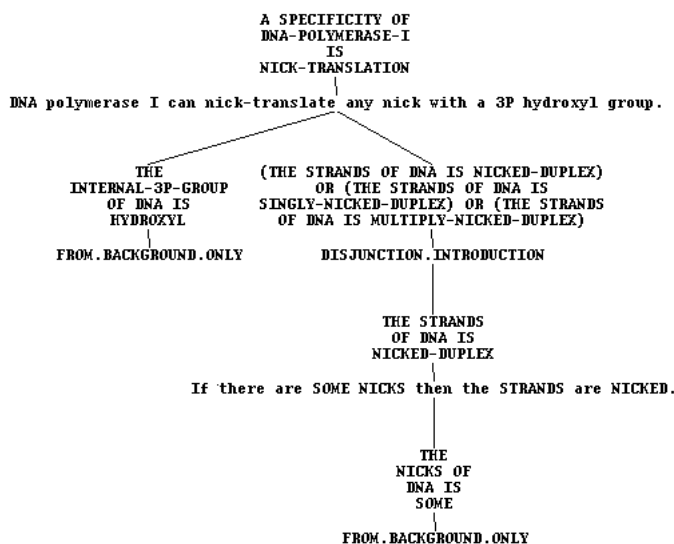 A SPECIFICITY OF
DNA-POLYMERASE-I
IS
NICK-TRANSLATION
DNA polymerase I can nick-translate any nick with a 3P hydroxyl group.
THE
INTERNAL-3P-GROUP
OF DNA IS
HYDROXYL
FROM.BACKGROUND.ONLY
(THE STRANDS OF DNA IS NICKED-DUPLEX)
OR (THE STRANDS OF DNA IS
SINGLY-NICKED-DUPLEX) OR (THE STRANDS
OF DNA IS MULTIPLY-NICKED-DUPLEX)
DISJUNCTION.INTRODUCTION
THE STRANDS
OF DNA IS
NICKED-DUPLEX
If there are SOME NICKS then the STRANDS are NICKED.
THE
NICKS OF
DNA IS
SOME
FROM.BACKGROUND.ONLY